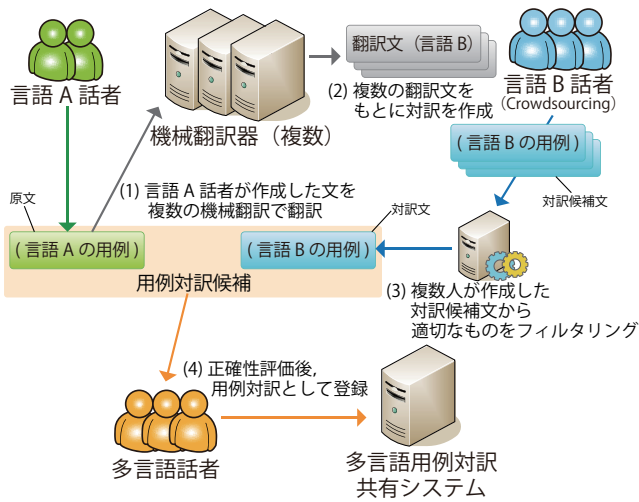 言語 A 話者
機械翻訳器(複数)
翻訳文(言語 B)
(2) 複数の翻訳文を
もとに対訳を作成
言語 B 話者
(Crowdsourcing)
( 言語 B の用例 )
対訳候補文
(1) 言語 A 話者が作成した文を
複数の機械翻訳で翻訳
原文
( 言語 A の用例 )
対訳文
( 言語 B の用例 )
用例対訳候補
(3) 複数人が作成した
対訳候補文から
適切なものをフィルタリング
(4) 正確性評価後,
用例対訳として登録
多言語話者
多言語用例対訳
共有システム